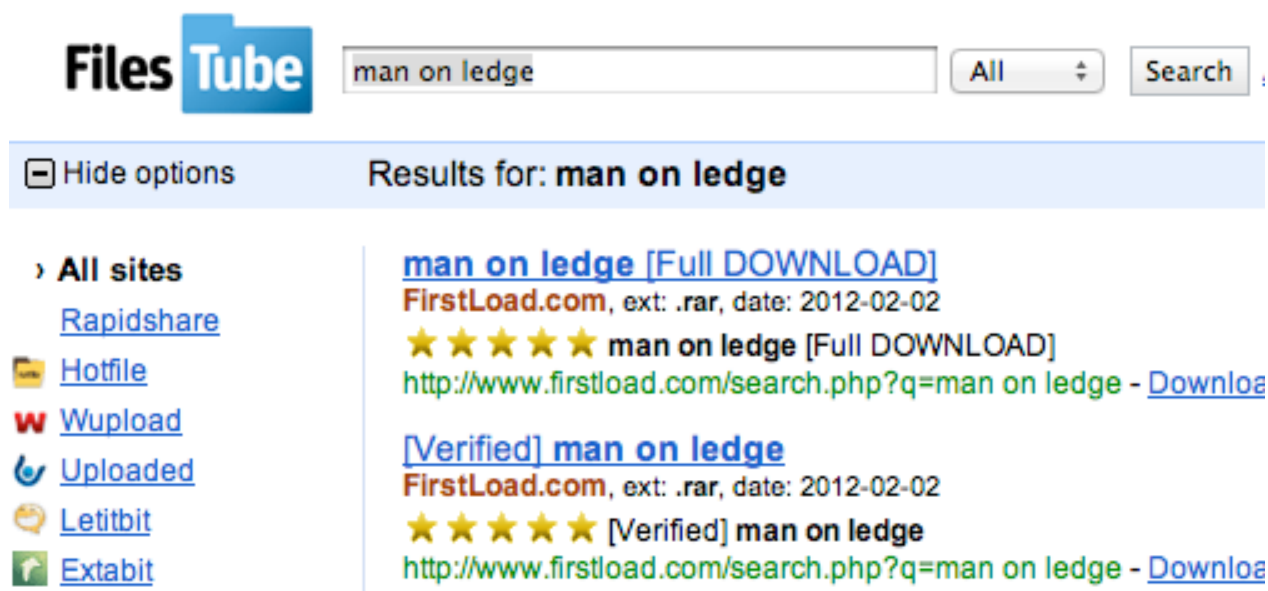 Files Tube
man on ledge
All
Search
Hide options
Results for: man on ledge
› All sites
Rapidshare
Hotfile
Wupload
Uploaded
Letitbit
Extabit
man on ledge [Full DOWNLOAD]
FirstLoad.com, ext: .rar, date: 2012-02-02
man on ledge [Full DOWNLOAD]
http://www.firstload.com/search.php?q=man on ledge - Downloa
[Verified] man on ledge
FirstLoad.com, ext: .rar, date: 2012-02-02
[Verified] man on ledge
http://www.firstload.com/search.php?q=man on ledge - Downloa